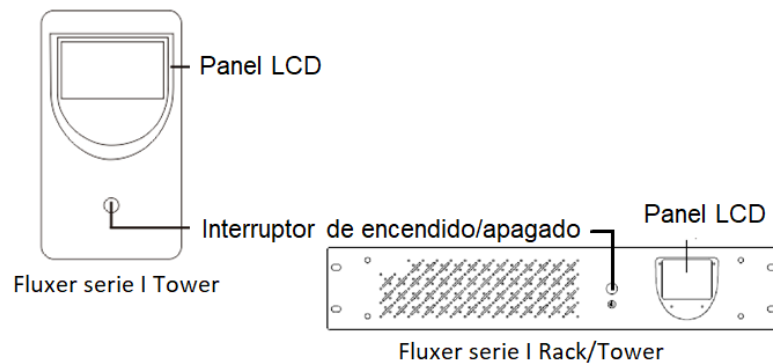 Panel LCD
Interruptor de encendido/apagado
Panel LCD
Fluxer serie I Tower
Fluxer serie I Rack/Tower